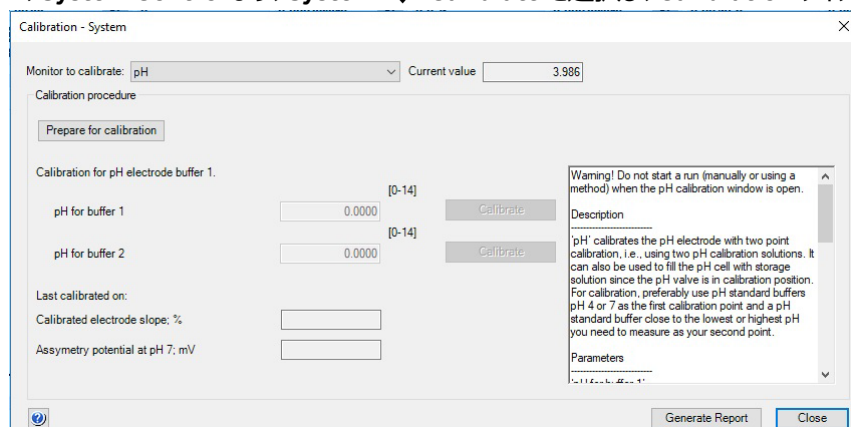 Calibration - System
Monitor to calibrate: pH
Current value 3.986
Calibration procedure
Prepare for calibration
Calibration for pH electrode buffer 1.
[0-14]
pH for buffer 1 0.0000 Calibrate
[0-14]
pH for buffer 2 0.0000 Calibrate
Last calibrated on:
Calibrated electrode slope; %
Assymetry potential at pH 7; mV
Warning! Do not start a run (manually or using a
method) when the pH calibration window is open.
Description
---------------------------
'pH' calibrates the pH electrode with two point
calibration, i.e., using two pH calibration solutions. It
can also be used to fill the pH cell with storage
solution since the pH valve is in calibration position.
For calibration, preferably use pH standard buffers
pH 4 or 7 as the first calibration point and a pH
standard buffer close to the lowest or highest pH
you need to measure as your second point.
Parameters
---------------------------
Generate Report
Close